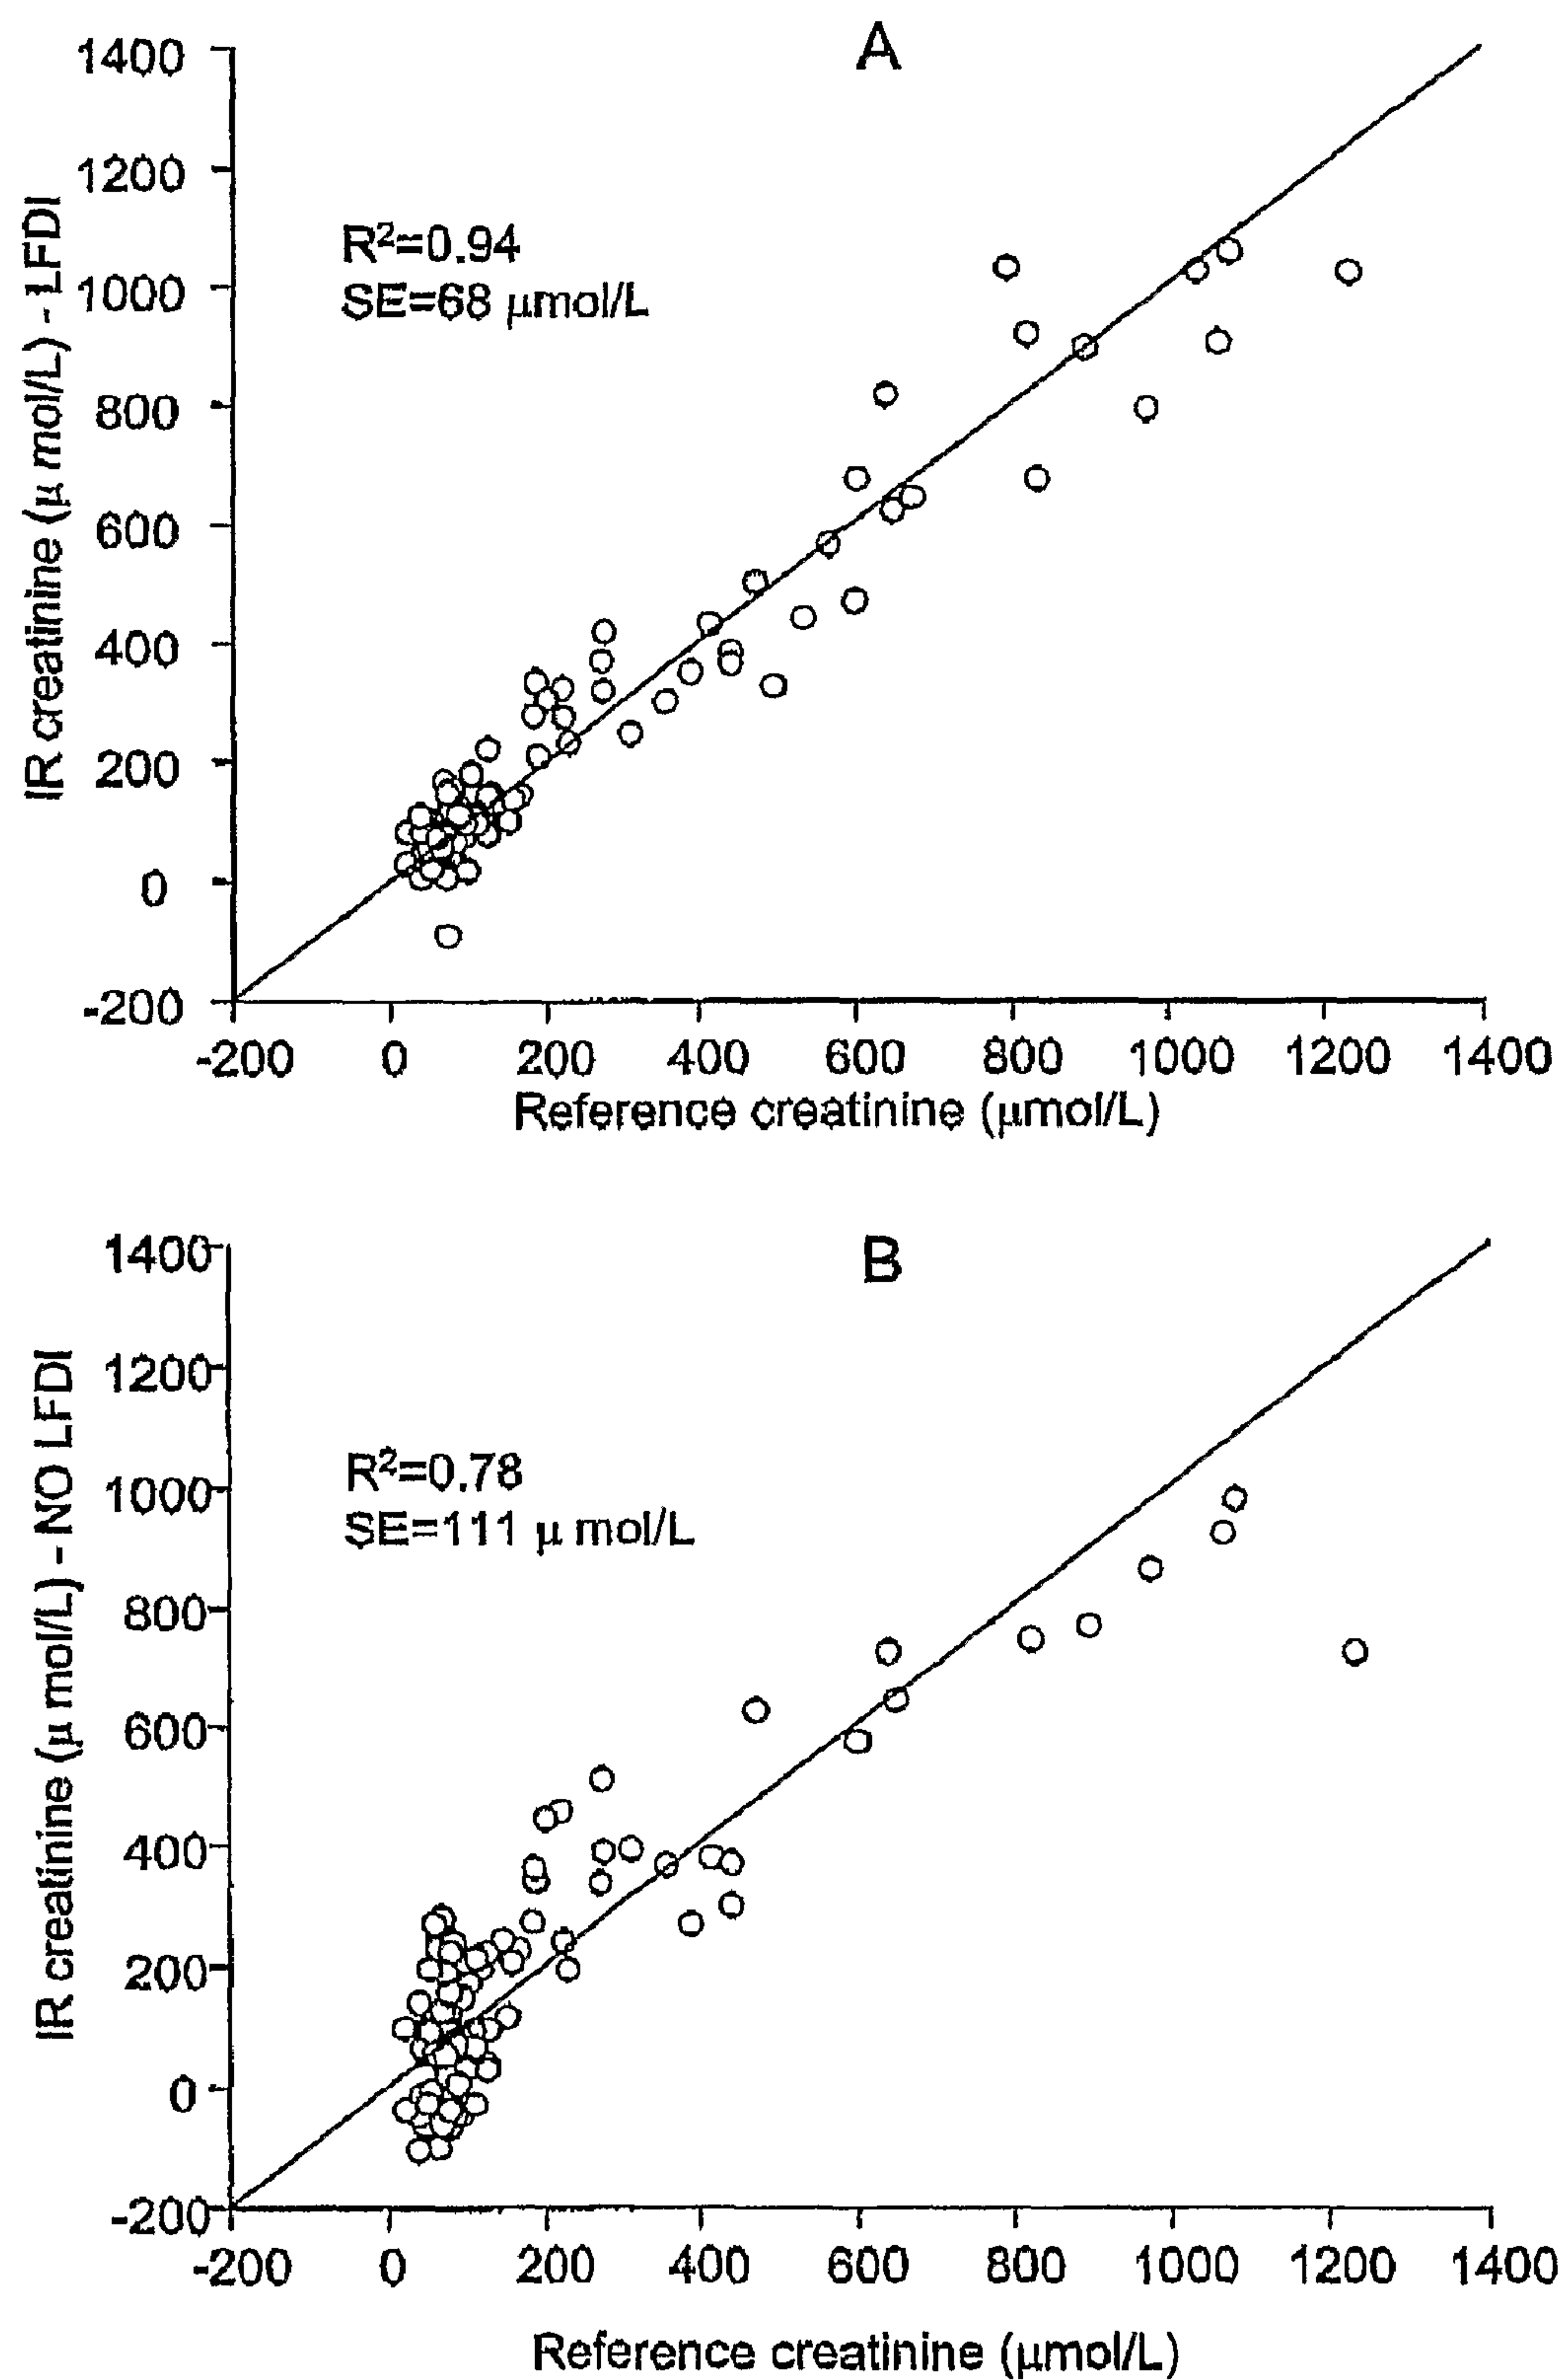 A
1400
1200
1000
800
600
400
200
0
-200
IR creatinine (μ mol/L) - LFDI
R²=0.94
SE=68 μmol/L
-200 0 200 400 600 800 1000 1200 1400
Reference creatinine (μmol/L)
B
1400
1200
1000
800
600
400
200
0
-200
IR creatinine (μ mol/L) - NO LFDI
R²=0.78
SE=111 μ mol/L
-200 0 200 400 600 800 1000 1200 1400
Reference creatinine (μmol/L)